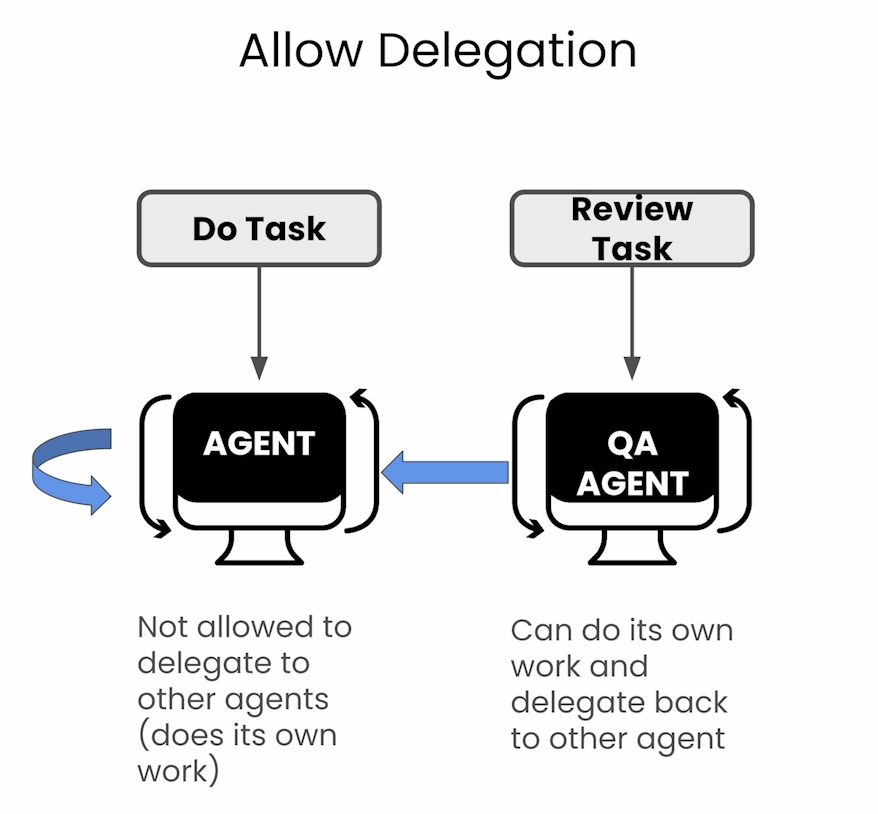 Allow Delegation
Do Task
Review
Task
AGENT
QA
AGENT
Not allowed to
delegate to
other agents
(does its own
work)
Can do its own
work and
delegate back
to other agent